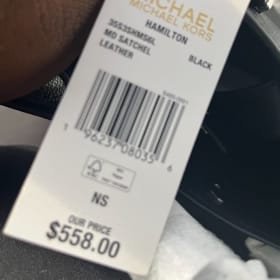 MICHAEL
MICHAEL KORS
HAMILTON
35S3SHMS6L
BLACK
MD SATCHEL
LEATHER
1 96237 08035 6
NS
OUR PRICE
$558.00